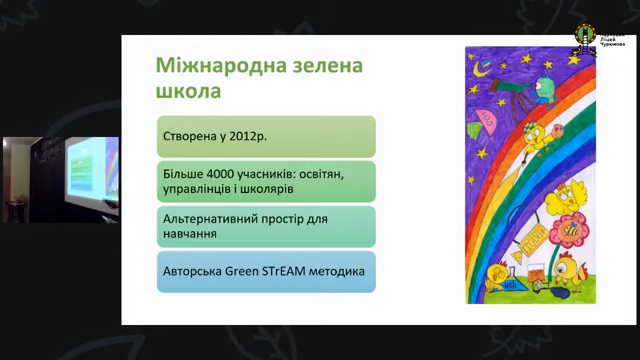 Міжнародна зелена
школа
Створена у 2012р.
Більше 4000 учасників: освітян,
управлінців і школярів
Альтернативний простір для
навчання
Авторська Green STrEAM методика
Ліцей